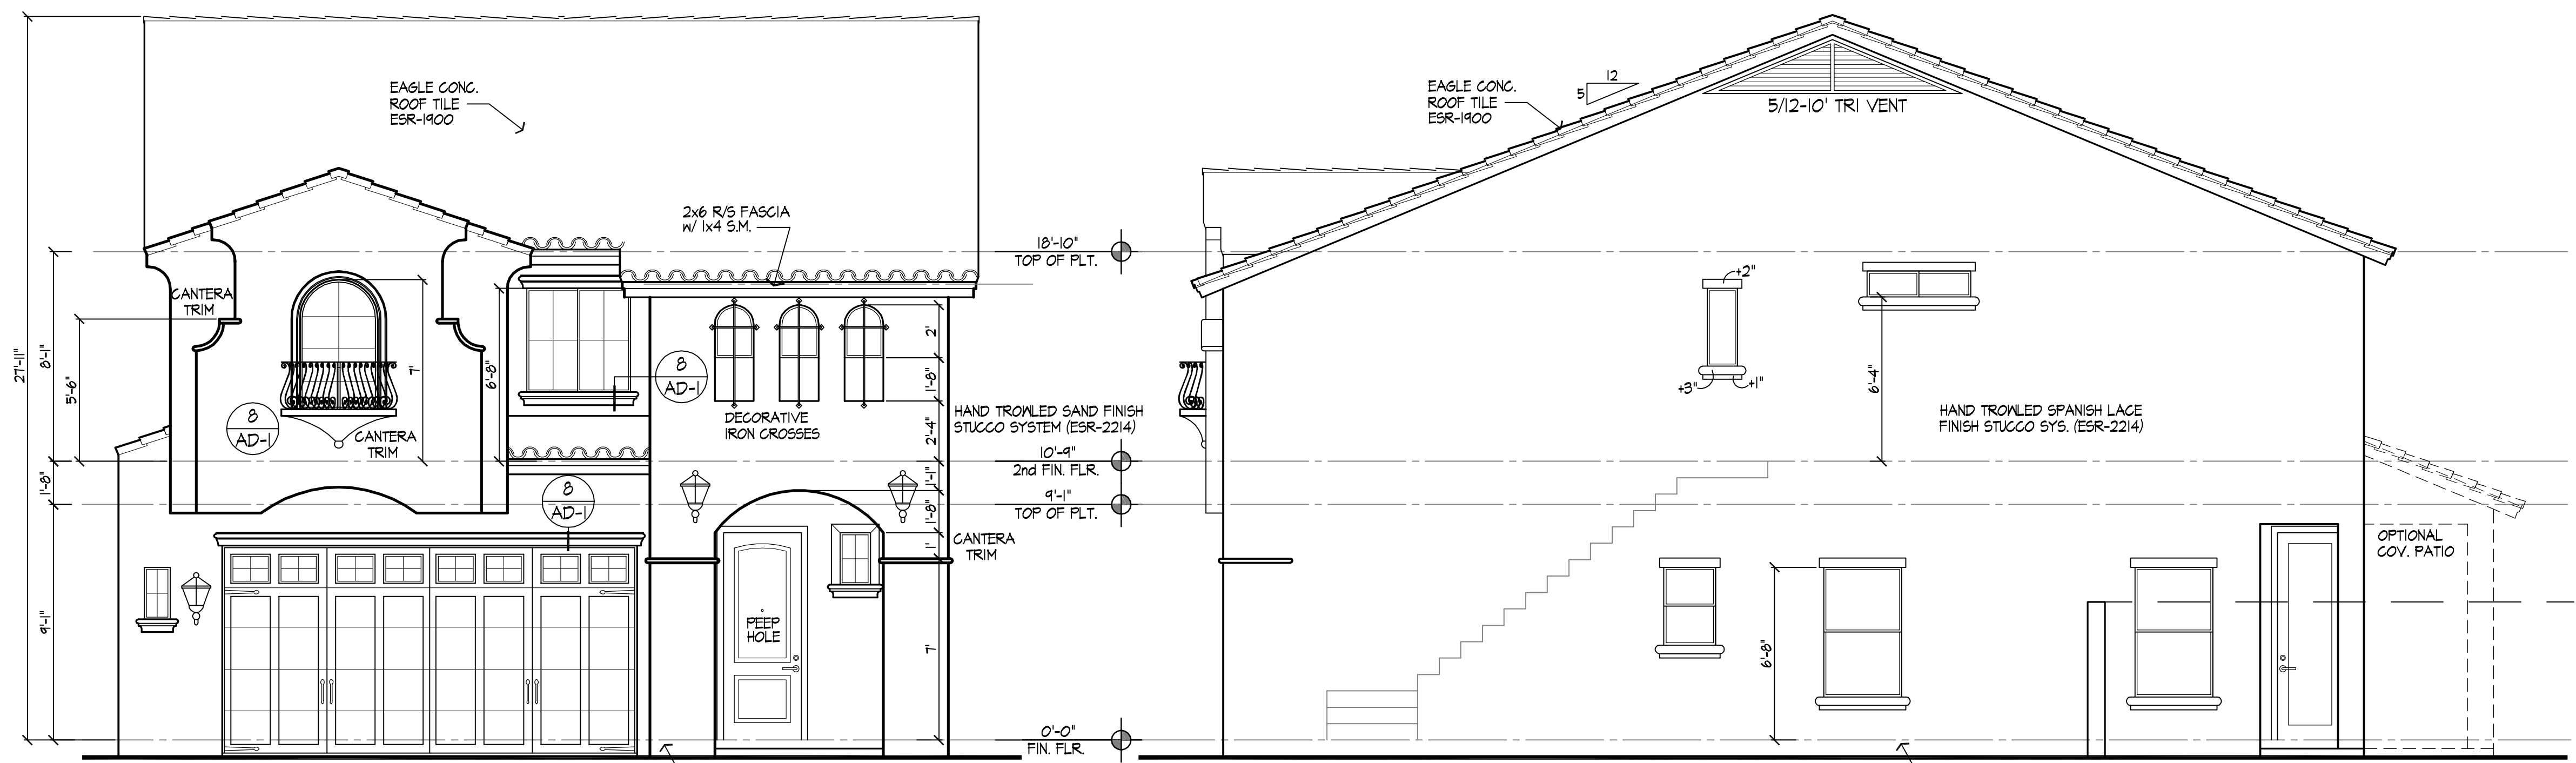 EAGLE CONC.
ROOF TILE
ESR-1900
2x6 R/S FASCIA
w/ 1x4 S.M.
CANTERA
TRIM
8
AD-1
CANTERA
TRIM
8
AD-1
8
AD-1
DECORATIVE
IRON CROSSES
PEEP
HOLE
CANTERA
TRIM
HAND TROWLED SAND FINISH
STUCCO SYSTEM (ESR-2214)
27'-11"
8'-1"
5'-6"
1'-8"
9'-1"
7'
6'-8"
2'
1'-8"
2'-4"
1'-1"
1'-8"
1'
7'
18'-10"
TOP OF PLT.
10'-9"
2nd FIN. FLR.
9'-1"
TOP OF PLT.
0'-0"
FIN. FLR.
EAGLE CONC.
ROOF TILE
ESR-1900
12
5
5/12-10' TRI VENT
+2"
+3"
+1"
6'-4"
HAND TROWLED SPANISH LACE
FINISH STUCCO SYS. (ESR-2214)
6'-8"
OPTIONAL
COV. PATIO